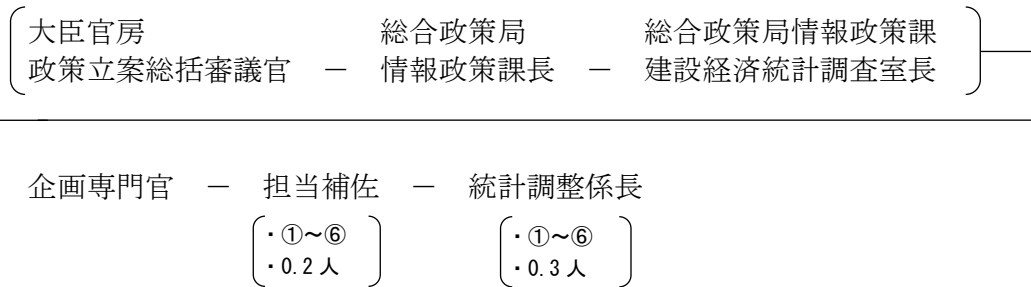 大臣官房　総合政策局　総合政策局情報政策課
政策立案総括審議官　－　情報政策課長　－　建設経済統計調査室長
企画専門官　－　担当補佐　－　統計調整係長
・①～⑥　・①～⑥
・0.2人　・0.3人